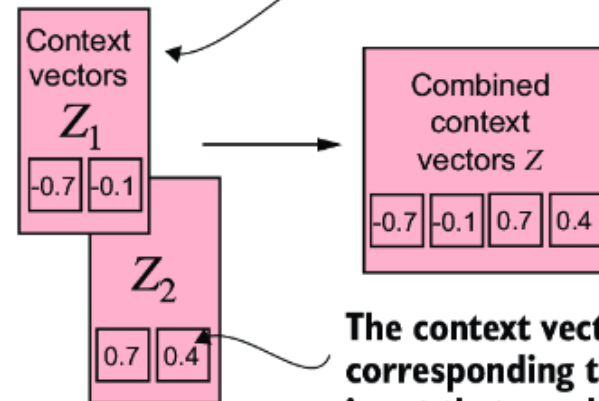 Context
vectors
Z1
-0.7 -0.1
Z2
0.7 0.4
Combined
context
vectors Z
-0.7 -0.1 0.7 0.4
The context
corresponding